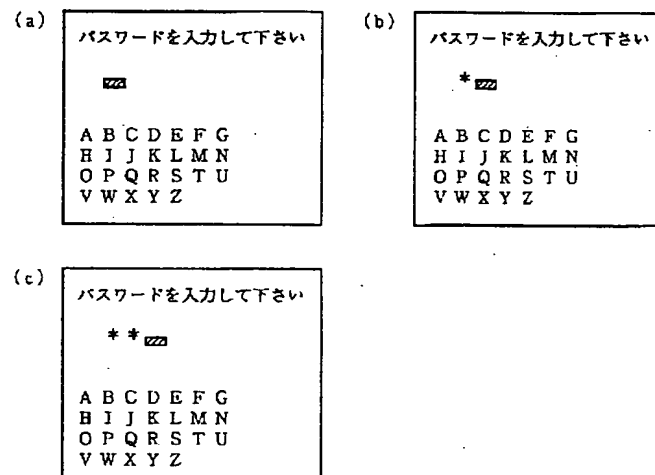 (a)
パスワードを入力して下さい
A B C D E F G
H I J K L M N
O P Q R S T U
V W X Y Z
(b)
パスワードを入力して下さい
*
A B C D E F G
H I J K L M N
O P Q R S T U
V W X Y Z
(c)
パスワードを入力して下さい
* *
A B C D E F G
H I J K L M N
O P Q R S T U
V W X Y Z